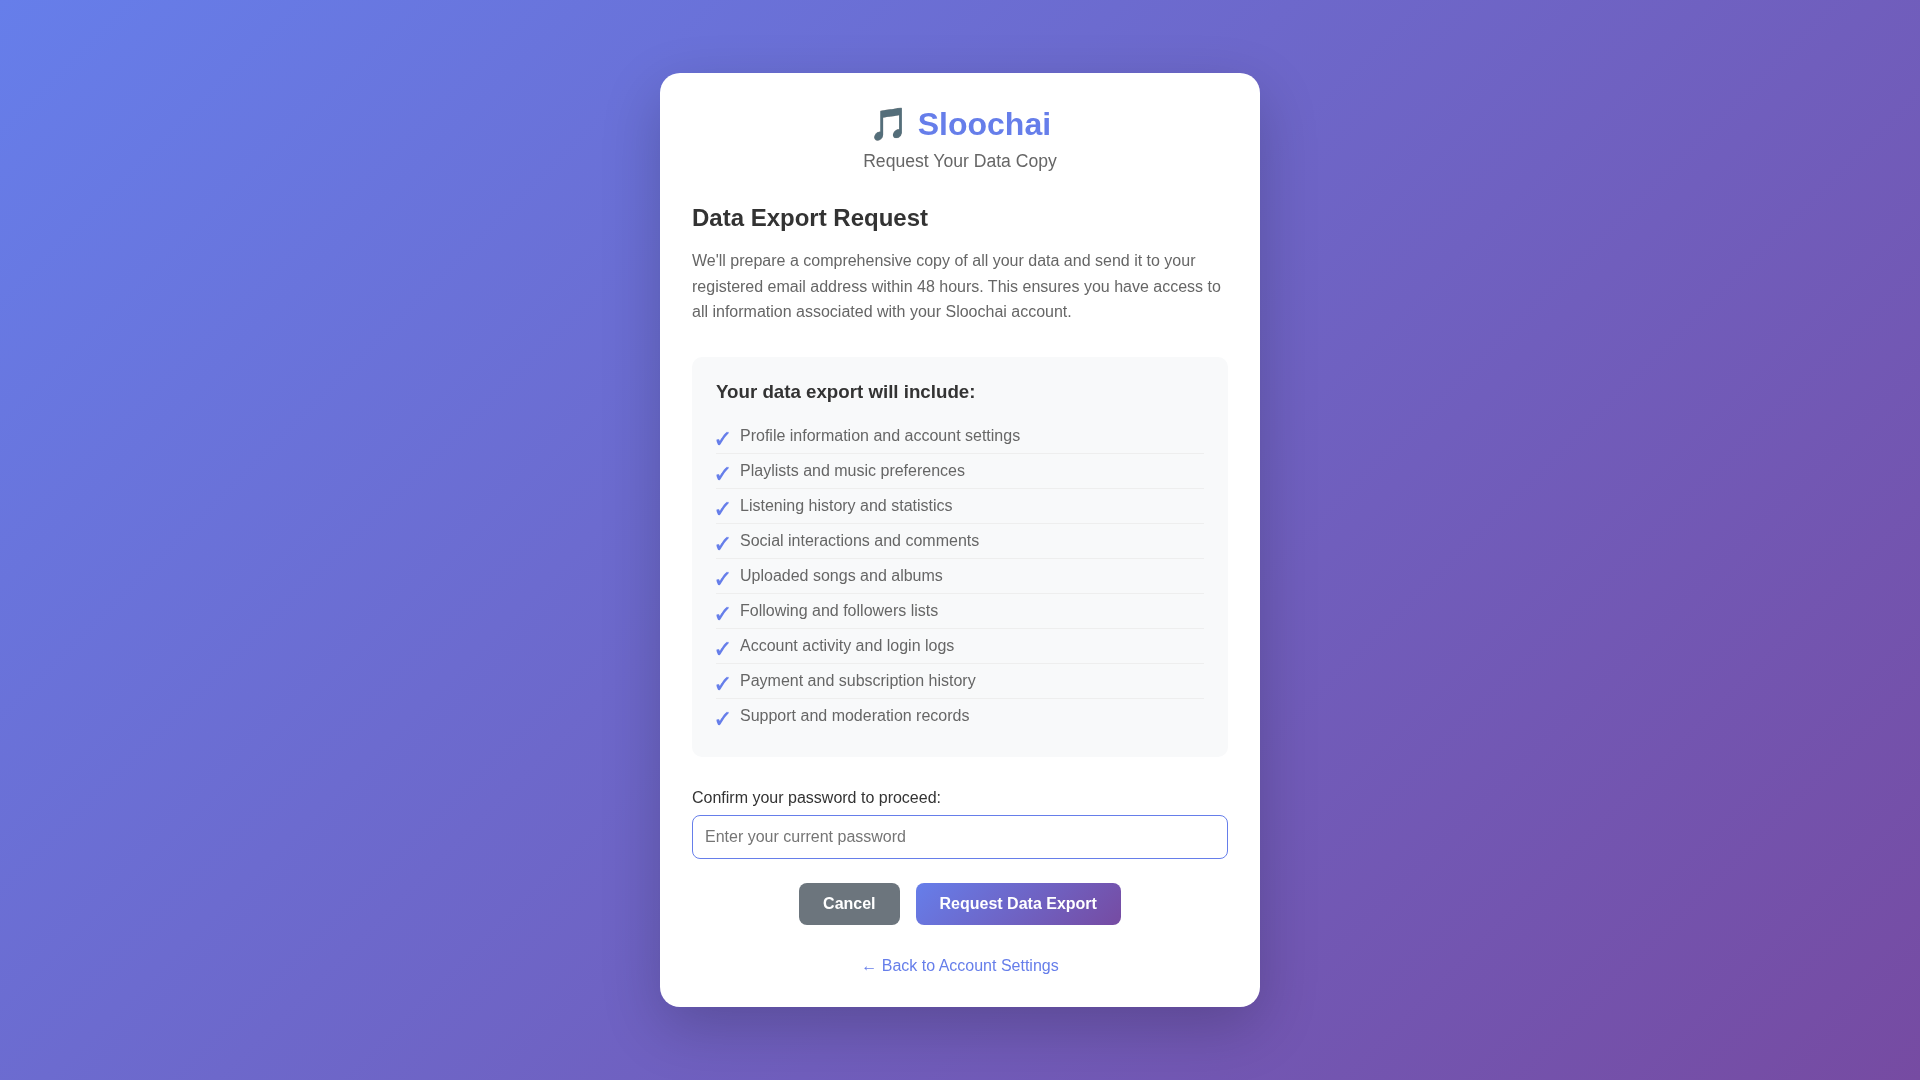 🎵 Sloochai
Request Your Data Copy
Data Export Request
We'll prepare a comprehensive copy of all your data and send it to your
registered email address within 48 hours. This ensures you have access to
all information associated with your Sloochai account.
Your data export will include:
✓ Profile information and account settings
✓ Playlists and music preferences
✓ Listening history and statistics
✓ Social interactions and comments
✓ Uploaded songs and albums
✓ Following and followers lists
✓ Account activity and login logs
✓ Payment and subscription history
✓ Support and moderation records
Confirm your password to proceed:
Enter your current password
Cancel Request Data Export
← Back to Account Settings